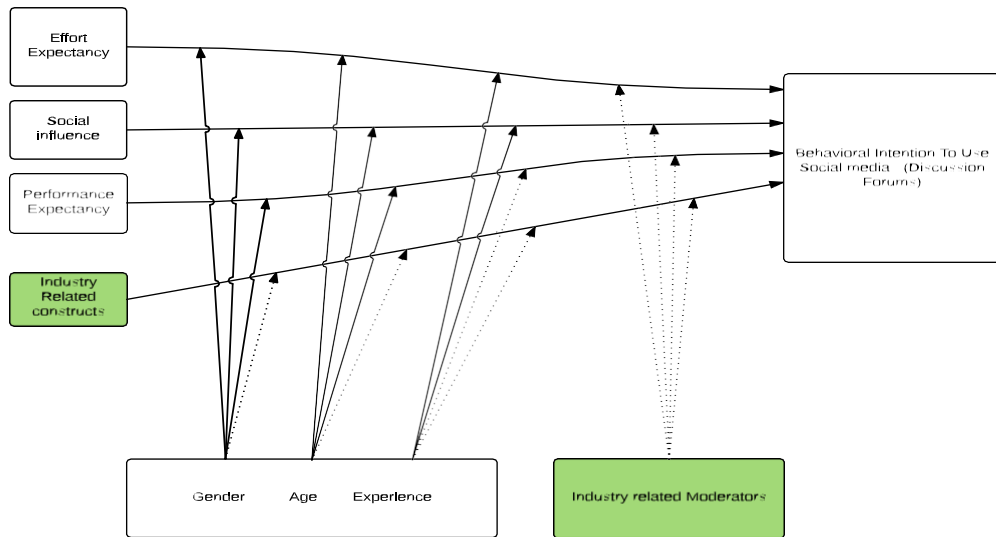 Effort
Expectancy
Social
influence
Performance
Expectancy
Industry
Related
constructs
Behavioral Intention To Use
Social media (Discussion
Forums)
Gender Age Experience
Industry related Moderators